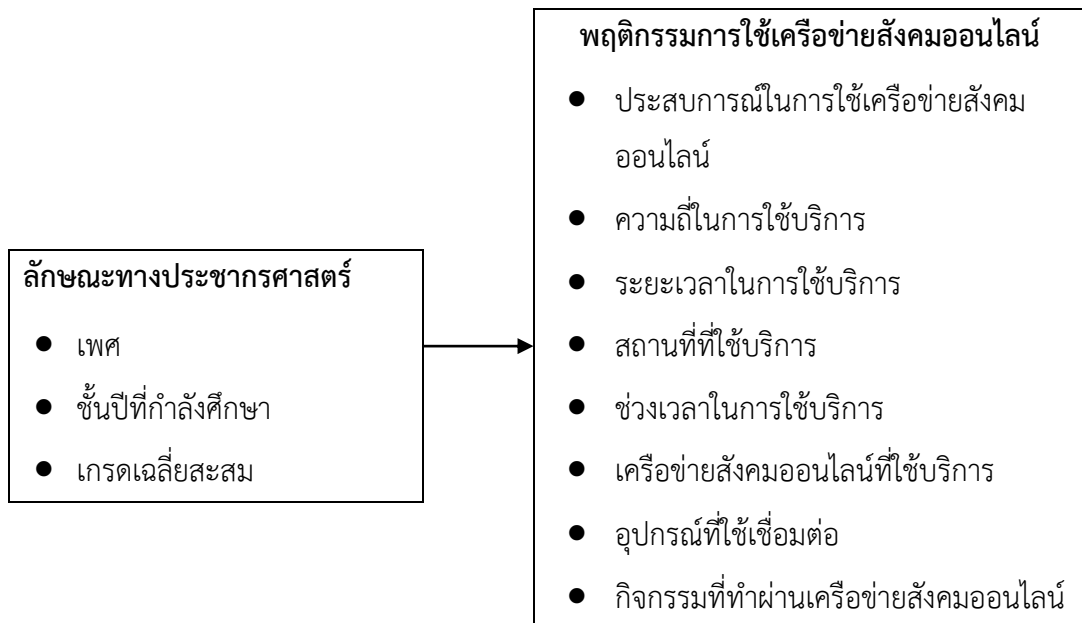 ลักษณะทางประชากรศาสตร์
● เพศ
● ชั้นปีที่กำลังศึกษา
● เกรดเฉลี่ยสะสม
พฤติกรรมการใช้เครือข่ายสังคมออนไลน์
● ประสบการณ์ในการใช้เครือข่ายสังคม
ออนไลน์
● ความถี่ในการใช้บริการ
● ระยะเวลาในการใช้บริการ
● สถานที่ที่ใช้บริการ
● ช่วงเวลาในการใช้บริการ
● เครือข่ายสังคมออนไลน์ที่ใช้บริการ
● อุปกรณ์ที่ใช้เชื่อมต่อ
● กิจกรรมที่ทำผ่านเครือข่ายสังคมออนไลน์